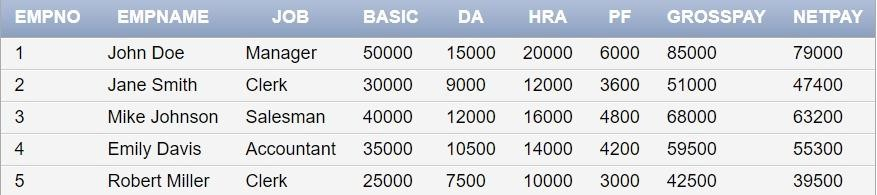 EMPNO EMPNAME JOB BASIC DA HRA PF GROSSPAY NETPAY
1 John Doe Manager 50000 15000 20000 6000 85000 79000
2 Jane Smith Clerk 30000 9000 12000 3600 51000 47400
3 Mike Johnson Salesman 40000 12000 16000 4800 68000 63200
4 Emily Davis Accountant 35000 10500 14000 4200 59500 55300
5 Robert Miller Clerk 25000 7500 10000 3000 42500 39500